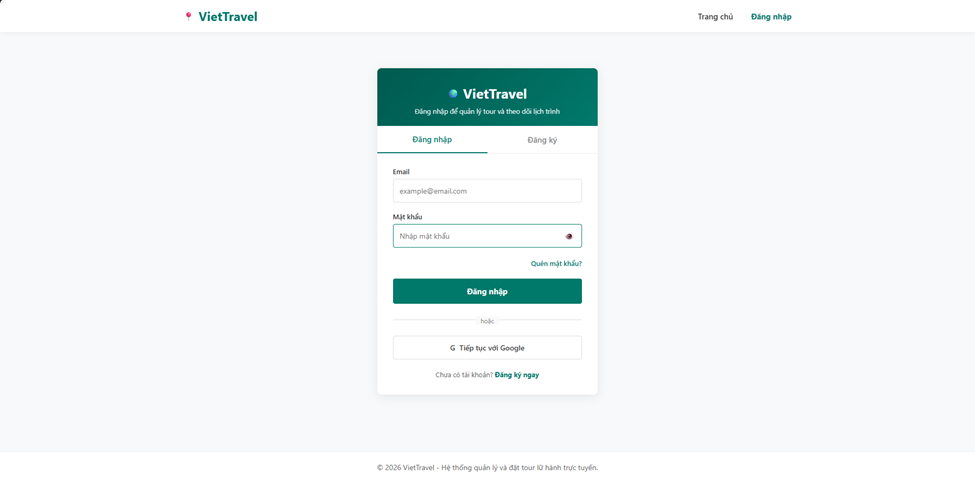 VietTravel
Trang chủ
Đăng nhập
VietTravel
Đăng nhập để quản lý tour và theo dõi lịch trình
Đăng nhập
Đăng ký
Email
example@email.com
Mật khẩu
Nhập mật khẩu
Quên mật khẩu?
Đăng nhập
hoặc
G Tiếp tục với Google
Chưa có tài khoản? Đăng ký ngay
© 2026 VietTravel - Hệ thống quản lý và đặt tour lữ hành trực tuyến.